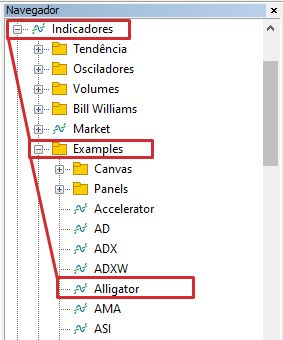 Navegador
Indicadores
Tendência
Osciladores
Volumes
Bill Williams
Market
Examples
Canvas
Panels
Accelerator
AD
ADX
ADXW
Alligator
AMA
ASI